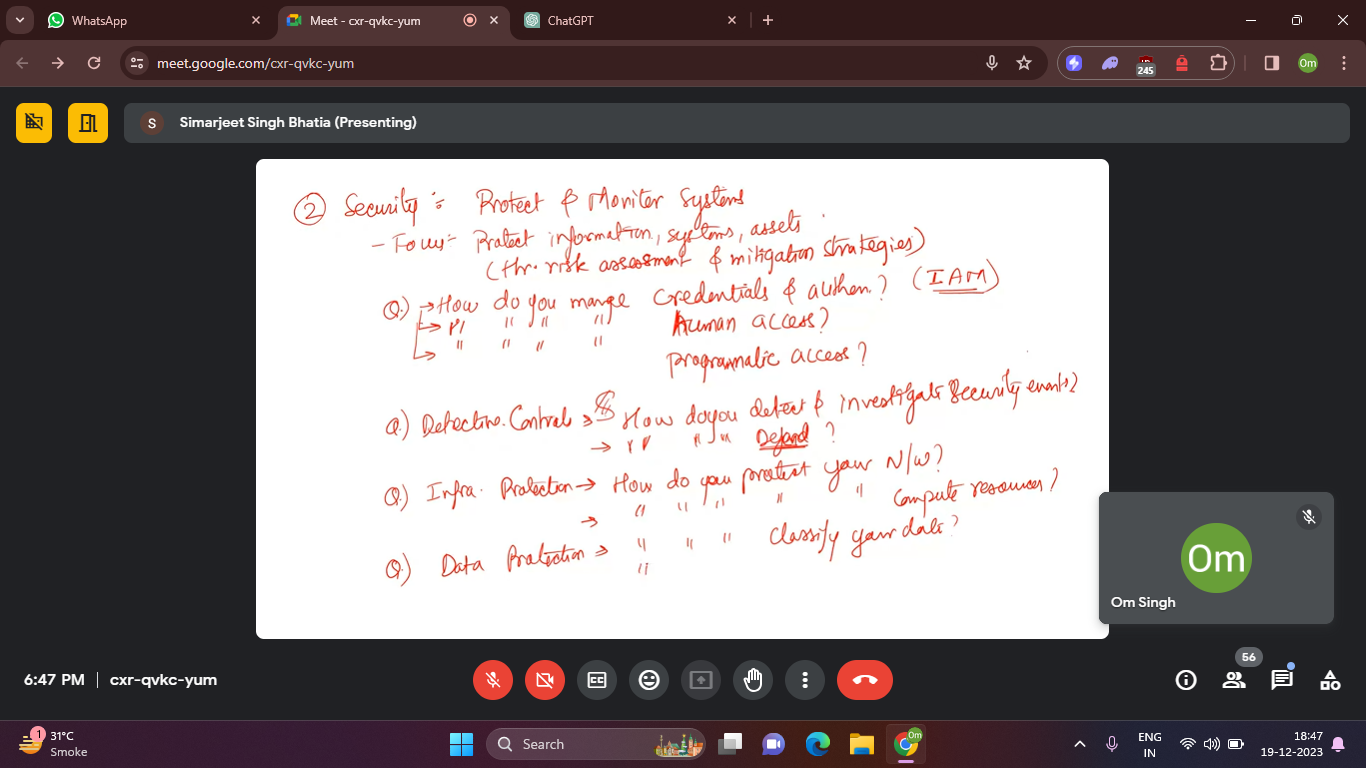 WhatsApp
Meet - cxr-qvkc-yum
ChatGPT
meet.google.com/cxr-qvkc-yum
245
Om
S
Simarjeet Singh Bhatia (Presenting)
② Security :- Protect & Moniter Systems
- Focus:- Protect information, systems, assets
(thr. risk assessment & mitigation strategies)
Q.) → How do you mange Credentials & authen.? (IAM)
→ " " " " Human access?
→ " " " " programmatic access?
Q.) Detective. Controls → How do you detect & investigate Security events?
→ " " " " Defend ?
Q.) Infra. Protection → How do you protect your N/W?
→ " " " " " Compute resources?
Q.) Data Protection → " " " Classify your data?
"
Om
Om Singh
6:47 PM | cxr-qvkc-yum
56
1
31°C
Smoke
Search
Om
ENG
IN
18:47
19-12-2023